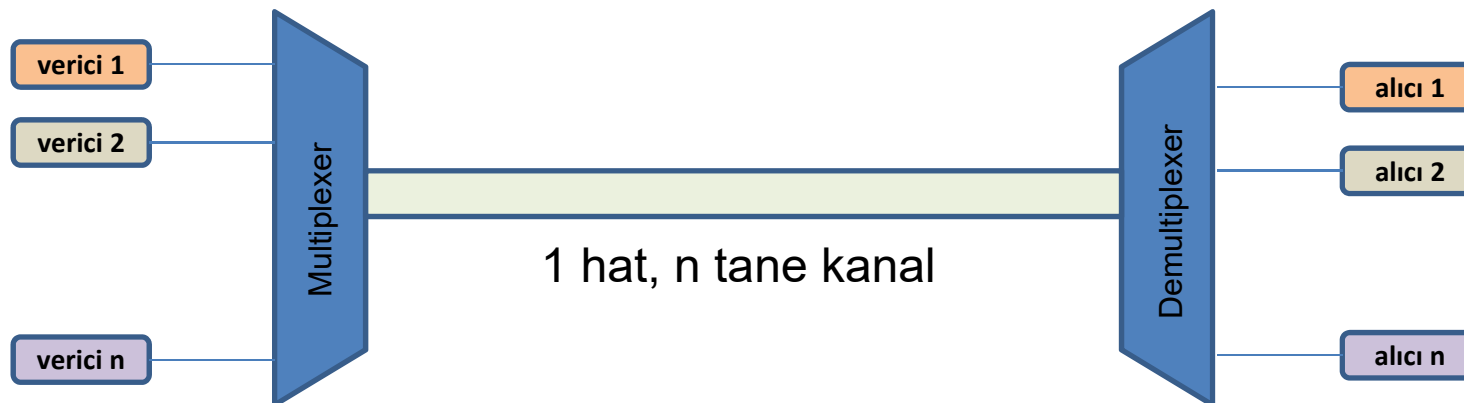 verici 1
verici 2
verici n
Multiplexer
1 hat, n tane kanal
Demultiplexer
alıcı 1
alıcı 2
alıcı n